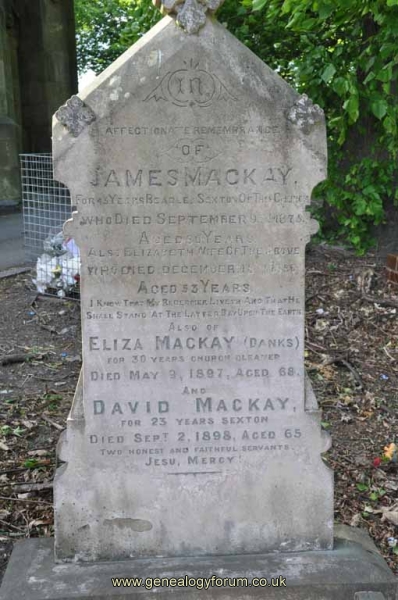 IN
AFFECTIONATE REMEMBRANCE
OF
JAMES MACKAY,
FOR YEARS BEADLE & SEXTON OF THIS
WHO DIED SEPTEMBER
AGED YEARS
ALSO ELIZABETH WIFE OF THE ABOVE
WHO DIED DECEMBER
AGED 53 YEARS
I KNOW THAT MY REDEEMER LIVETH AND THAT HE
SHALL STAND AT THE LATTER DAY UPON THE EARTH
ALSO OF
ELIZA MACKAY (DANKS)
FOR 30 YEARS CHURCH CLEANER
DIED MAY 9, 1897, AGED 68.
AND
DAVID MACKAY,
FOR 23 YEARS SEXTON
DIED SEPT 2, 1898, AGED 65
TWO HONEST AND FAITHFUL SERVANTS.
JESU, MERCY!
www.genealogyforum.co.uk